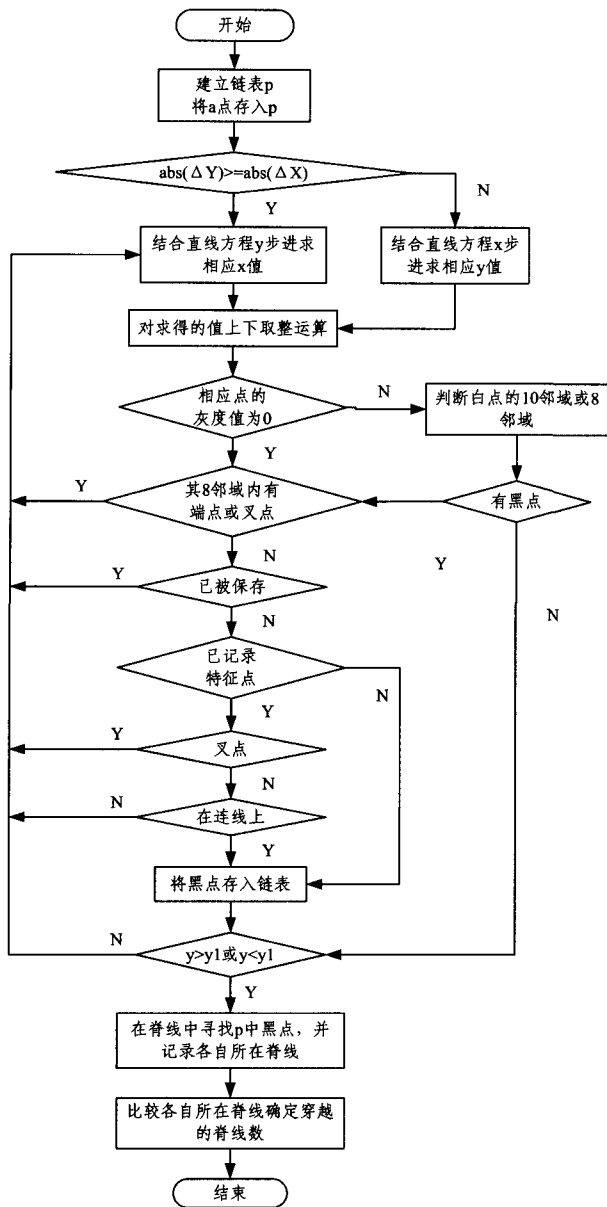 开始
建立链表p
将a点存入p
abs(ΔY)>=abs(ΔX)
N
Y
结合直线方程y步进求
相应x值
结合直线方程x步
进求相应y值
对求得的值上下取整运算
相应点的
灰度值为0
N
判断白点的10邻域或8
邻域
Y
Y
其8邻域内有
端点或叉点
有黑点
N
Y
Y
已被保存
N
N
已记录
特征点
N
Y
Y
叉点
N
N
在连线上
Y
将黑点存入链表
N
y>y1或y<y1
Y
在脊线中寻找p中黑点，并
记录各自所在脊线
比较各自所在脊线确定穿越
的脊线数
结束